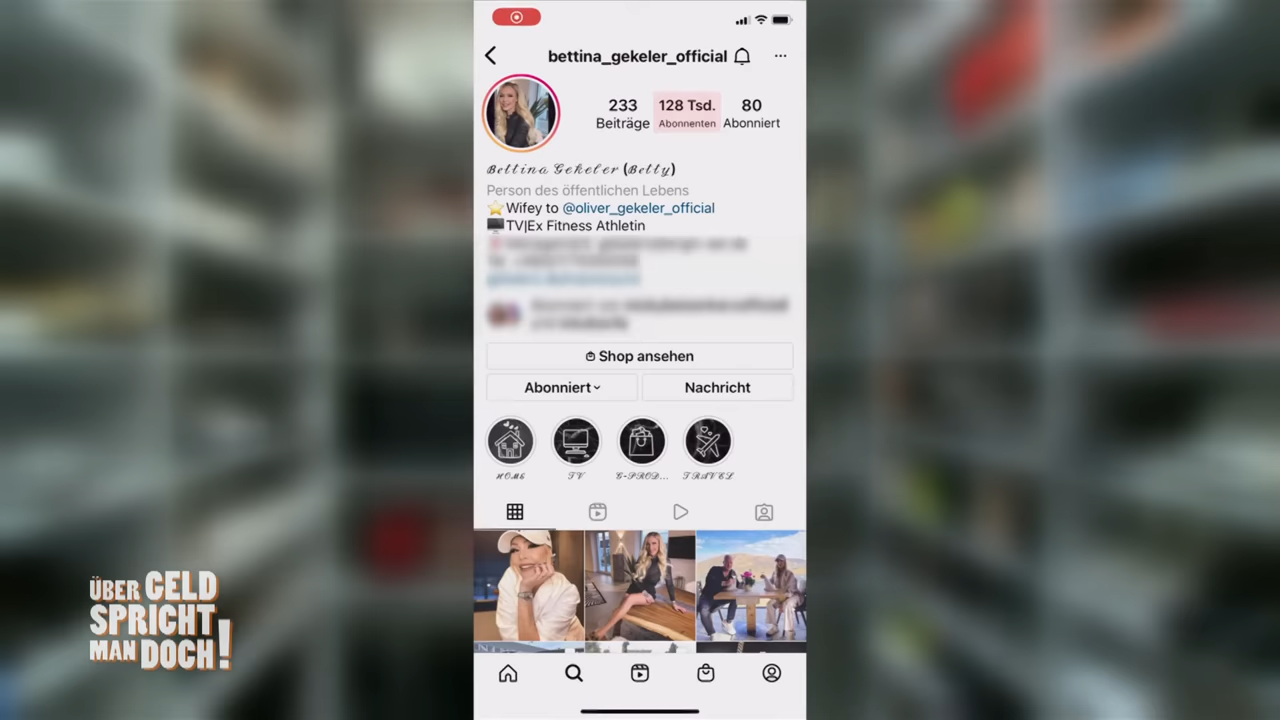 bettina_gekeler_official
233
128 Tsd.
80
Beiträge
Abonnenten
Abonniert
𝓑𝓮𝓽𝓽𝓲𝓷𝓪 𝓖𝓮𝓴𝓮𝓵𝓮𝓻 (𝓑𝓮𝓽𝓽𝔂)
Person des öffentlichen Lebens
⭐Wifey to @oliver_gekeler_official
🖥️TV|Ex Fitness Athletin
Shop ansehen
Abonniert
Nachricht
𝓗𝓞𝓜𝓔
𝓣𝓥
𝓖-𝓟𝓡𝓞𝓓...
𝓣𝓡𝓐𝓥𝓔𝓛
ÜBER GELD
SPRICHT
MAN DOCH!